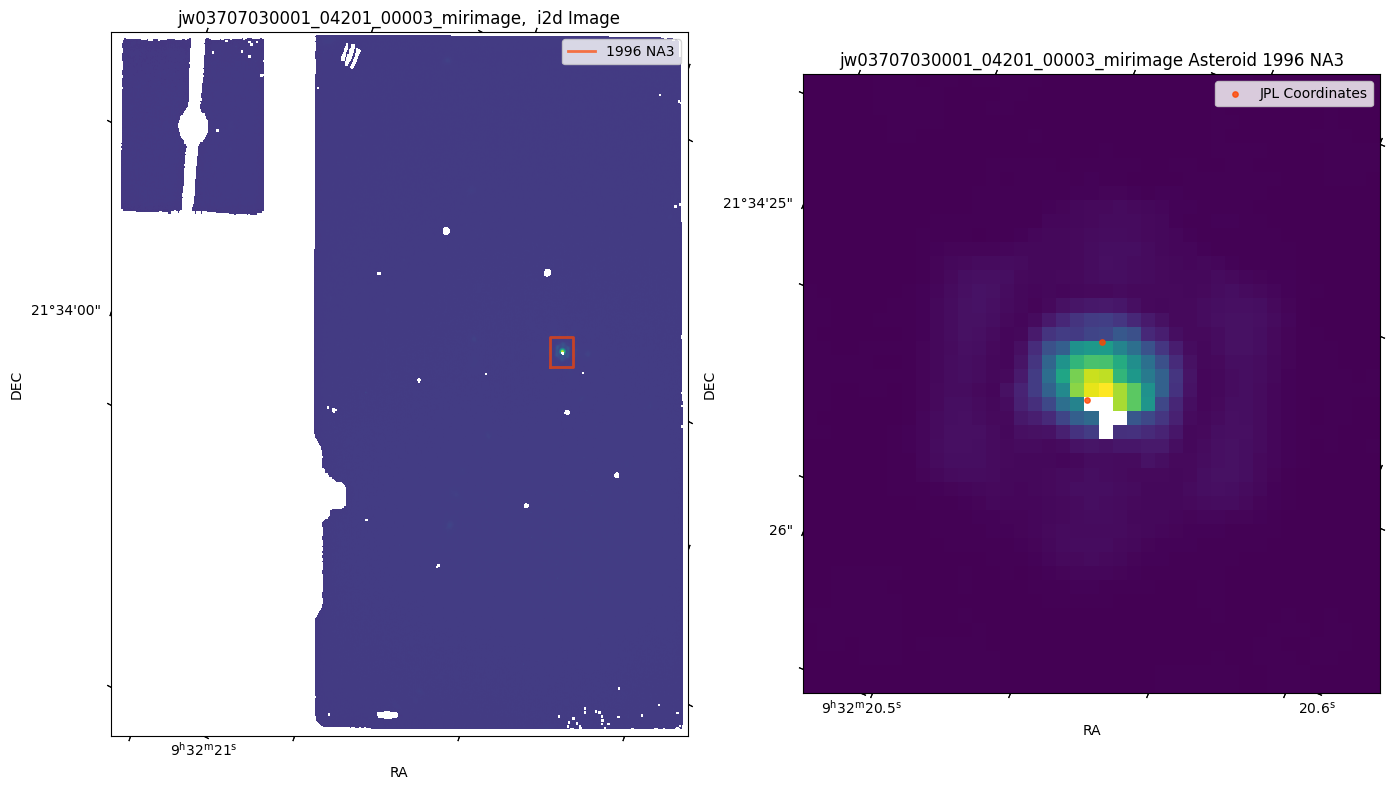 jw03707030001_04201_00003_mirimage,  i2d Image
1996 NA3
21°34'00"
DEC
9ʰ32ᵐ21ˢ
RA
jw03707030001_04201_00003_mirimage Asteroid 1996 NA3
JPL Coordinates
21°34'25"
26"
DEC
9ʰ32ᵐ20.5ˢ
20.6ˢ
RA